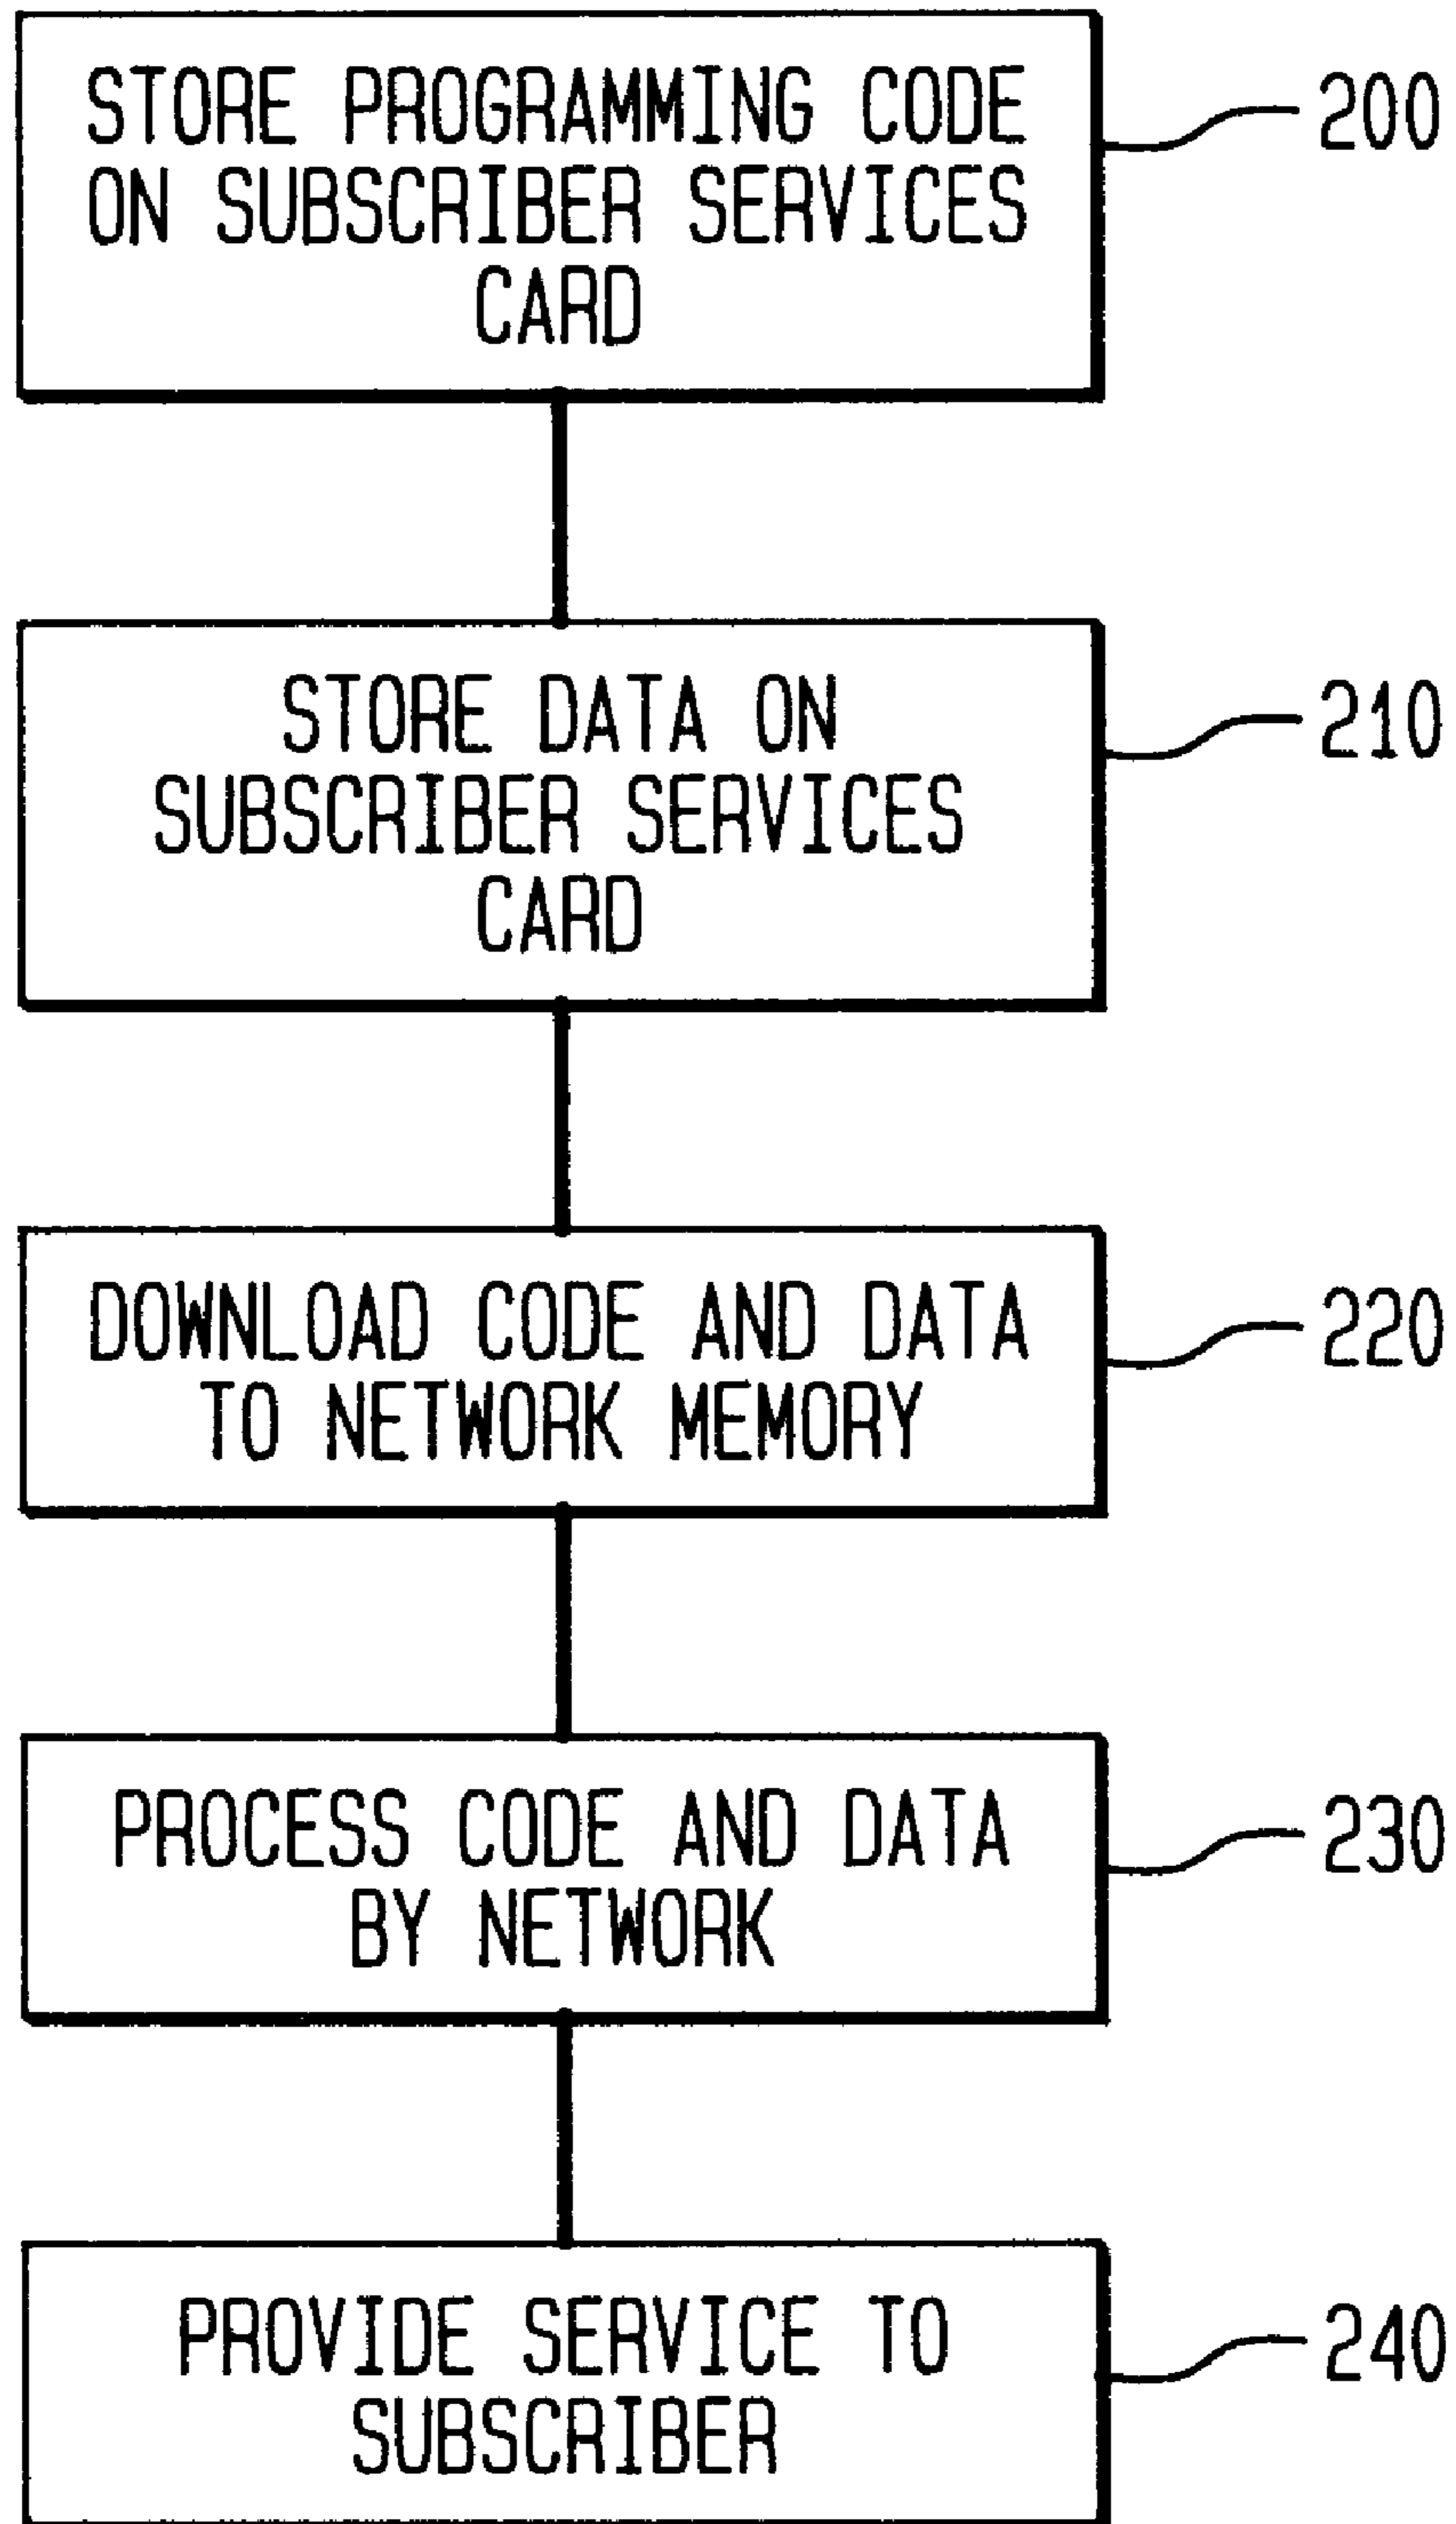 STORE PROGRAMMING CODE
ON SUBSCRIBER SERVICES
CARD
200
STORE DATA ON
SUBSCRIBER SERVICES
CARD
210
DOWNLOAD CODE AND DATA
TO NETWORK MEMORY
220
PROCESS CODE AND DATA
BY NETWORK
230
PROVIDE SERVICE TO
SUBSCRIBER
240